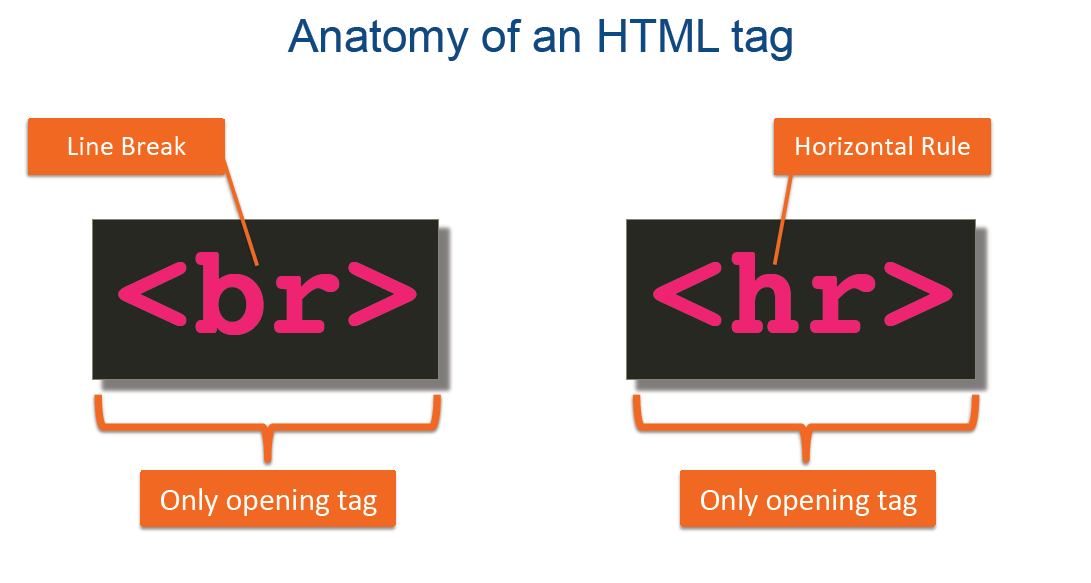 Anatomy of an HTML tag
Line Break
Horizontal Rule
<br>
<hr>
Only opening tag
Only opening tag